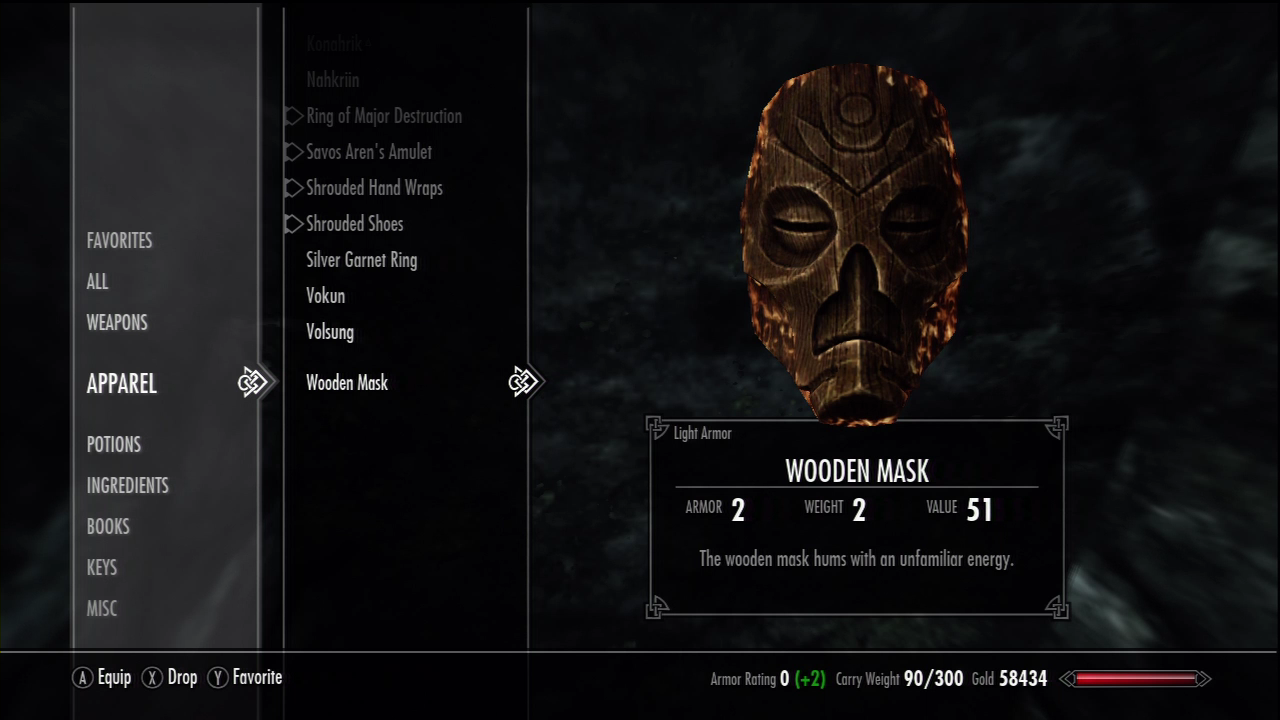 FAVORITES
ALL
WEAPONS
APPAREL
POTIONS
INGREDIENTS
BOOKS
KEYS
MISC
Konahrik -
Nahkriin
Ring of Major Destruction
Savos Aren's Amulet
Shrouded Hand Wraps
Shrouded Shoes
Silver Garnet Ring
Vokun
Volsung
Wooden Mask
Light Armor
WOODEN MASK
ARMOR 2 WEIGHT 2 VALUE 51
The wooden mask hums with an unfamiliar energy.
A Equip X Drop Y Favorite
Armor Rating 0 (+2) Carry Weight 90/300 Gold 58434